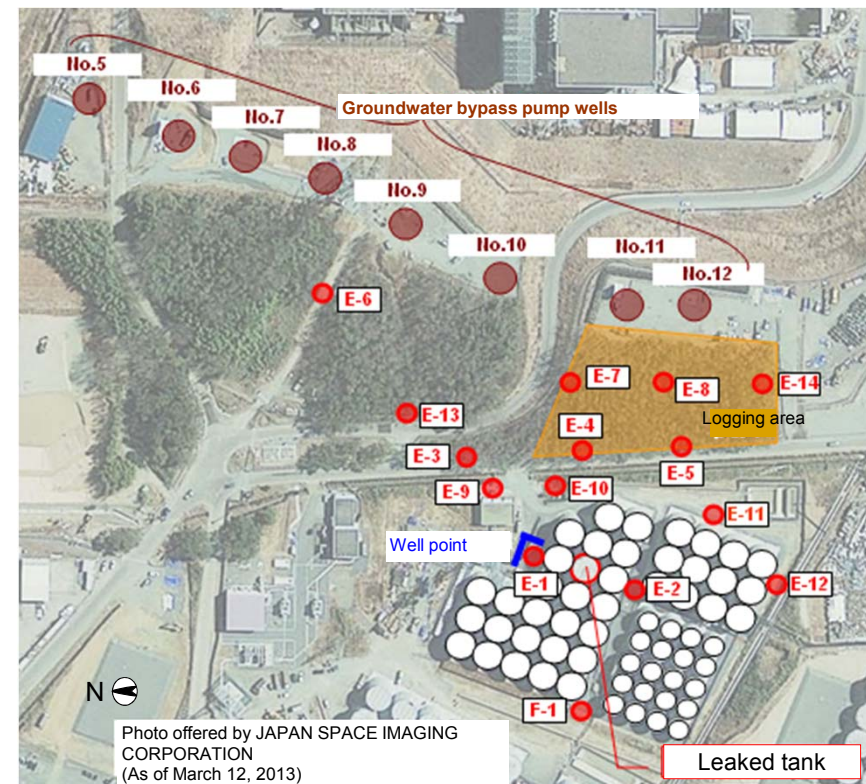 No.5
No.6
No.7
Groundwater bypass pump wells
No.8
No.9
No.10
No.11
No.12
E-6
E-7
E-8
E-14
E-13
Logging area
E-4
E-3
E-5
E-9
E-10
E-11
Well point
E-1
E-2
E-12
N
F-1
Photo offered by JAPAN SPACE IMAGING
CORPORATION
(As of March 12, 2013)
Leaked tank